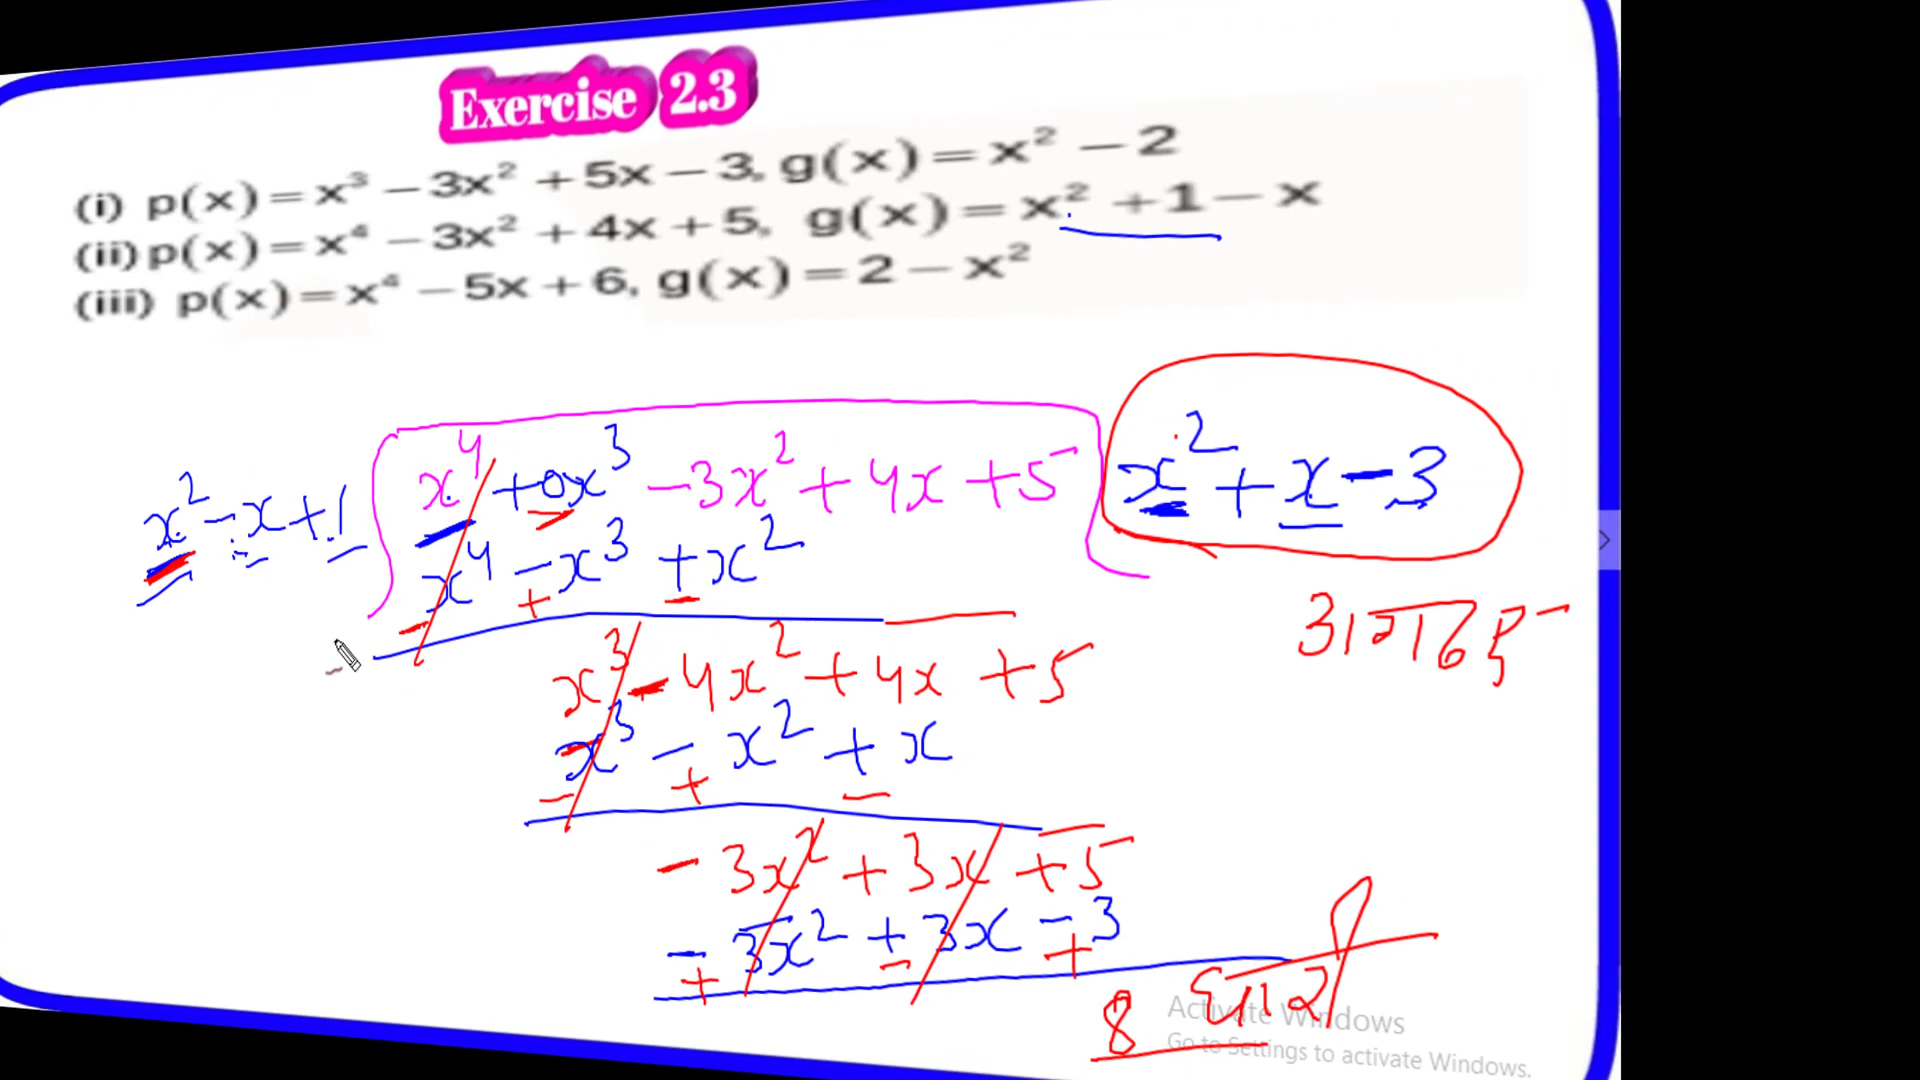 Exercise 2.3
(i) p(x) = x³ − 3x² + 5x − 3, g(x) = x² − 2
(ii) p(x) = x⁴ − 3x² + 4x + 5, g(x) = x² + 1 − x
(iii) p(x) = x⁴ − 5x + 6, g(x) = 2 − x²
x² − x + 1
x⁴ + 0x³ − 3x² + 4x + 5
x² + x − 3
x⁴ − x³ + x²
− + −
x³ − 4x² + 4x + 5
x³ − x² + x
− + −
− 3x² + 3x + 5
− 3x² + 3x − 3
+ − +
8
Activate Windows
Go to Settings to activate Windows.